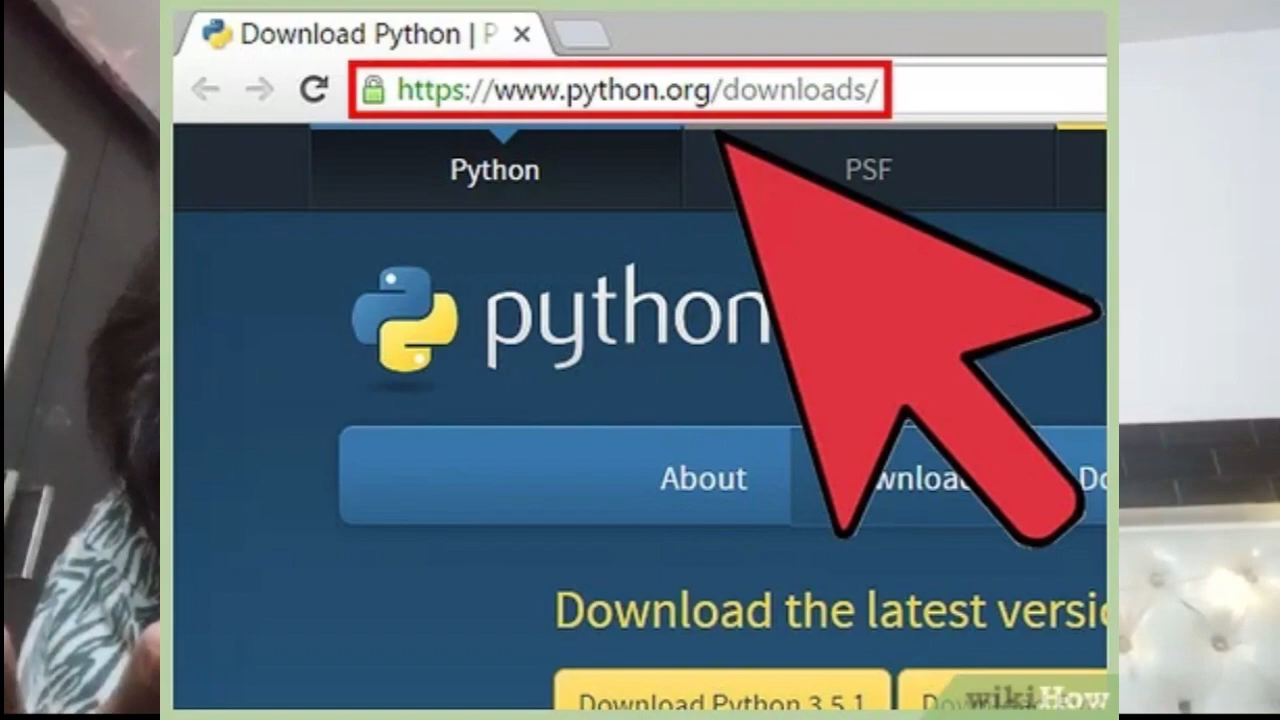 Download Python | P
https://www.python.org/downloads/
Python
PSF
python
About
Download the latest versi
Download Python 3.5.1
wikiHow